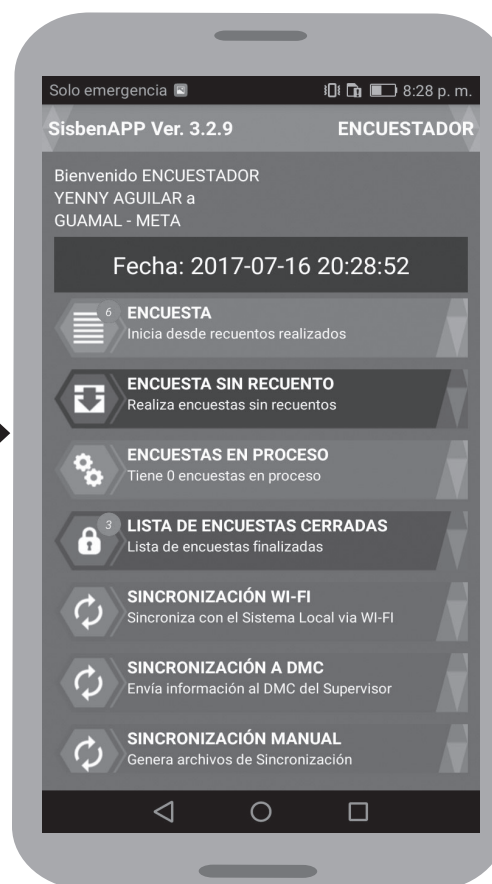 Solo emergencia 8:28 p. m.
SisbenAPP Ver. 3.2.9 ENCUESTADOR
Bienvenido ENCUESTADOR
YENNY AGUILAR a
GUAMAL - META
Fecha: 2017-07-16 20:28:52
6 ENCUESTA
Inicia desde recuentos realizados
ENCUESTA SIN RECUENTO
Realiza encuestas sin recuentos
ENCUESTAS EN PROCESO
Tiene 0 encuestas en proceso
3 LISTA DE ENCUESTAS CERRADAS
Lista de encuestas finalizadas
SINCRONIZACIÓN WI-FI
Sincroniza con el Sistema Local via WI-FI
SINCRONIZACIÓN A DMC
Envía información al DMC del Supervisor
SINCRONIZACIÓN MANUAL
Genera archivos de Sincronización